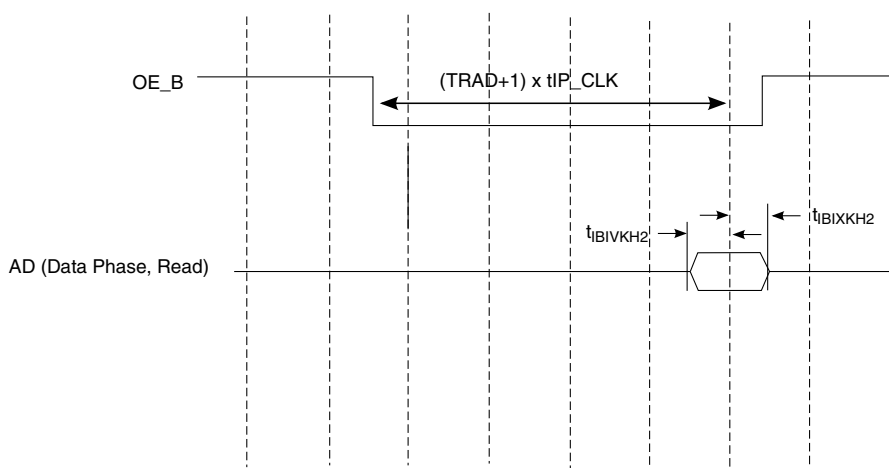 OE_B
(TRAD+1) x tIP_CLK
tIBIXKH2
tIBIVKH2
AD (Data Phase, Read)